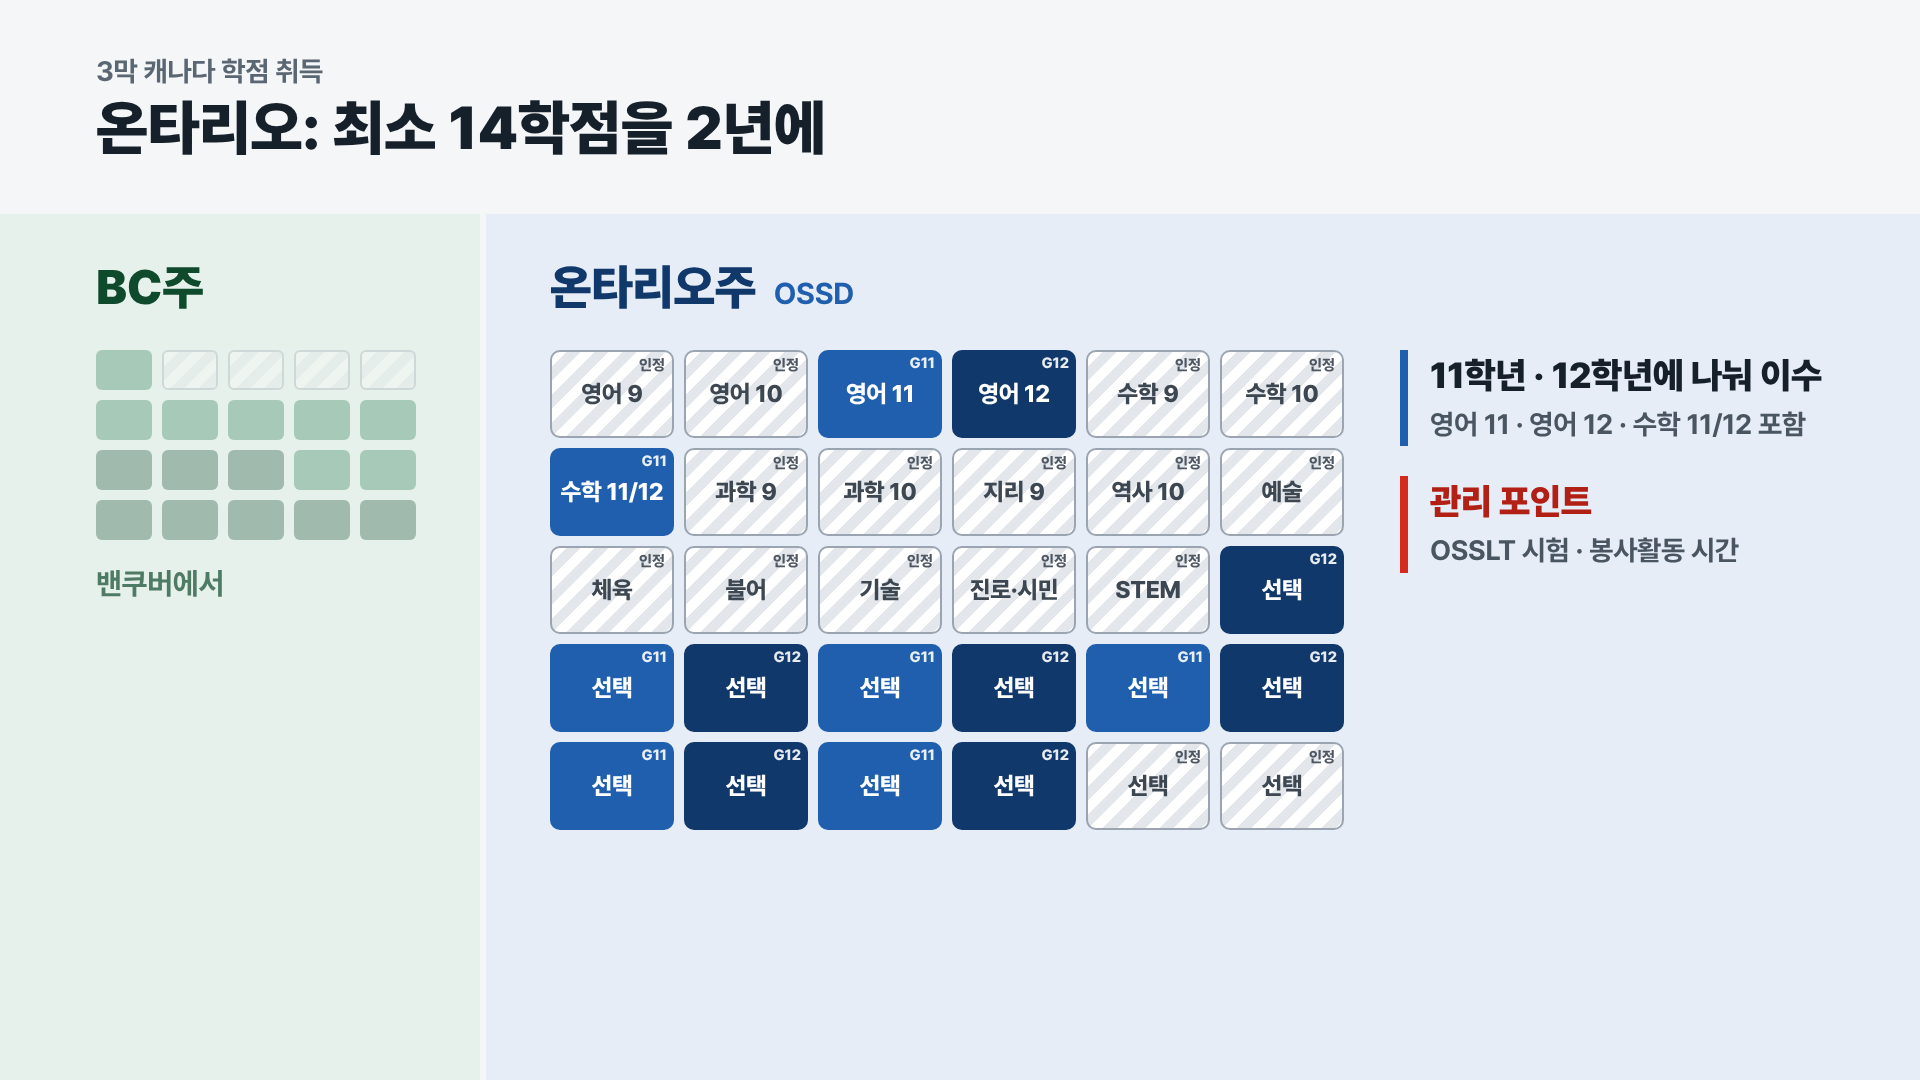 3막 캐나다 학점 취득
온타리오: 최소 14학점을 2년에
BC주
밴쿠버에서
온타리오주 OSSD
인정 인정 G11 G12 인정 인정
영어 9 영어 10 영어 11 영어 12 수학 9 수학 10
G11 인정 인정 인정 인정 인정
수학 11/12 과학 9 과학 10 지리 9 역사 10 예술
인정 인정 인정 인정 인정 G12
체육 불어 기술 진로·시민 STEM 선택
G11 G12 G11 G12 G11 G12
선택 선택 선택 선택 선택 선택
G11 G12 G11 G12 인정 인정
선택 선택 선택 선택 선택 선택
11학년 · 12학년에 나눠 이수
영어 11 · 영어 12 · 수학 11/12 포함
관리 포인트
OSSLT 시험 · 봉사활동 시간